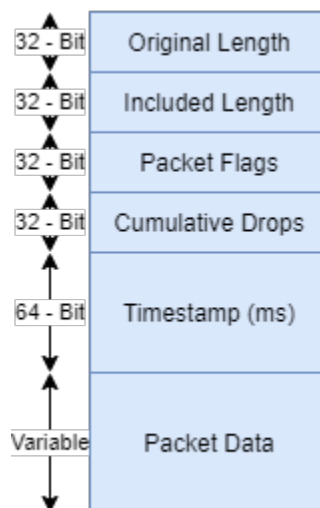 32 - Bit Original Length
32 - Bit Included Length
32 - Bit Packet Flags
32 - Bit Cumulative Drops
64 - Bit Timestamp (ms)
Variable Packet Data